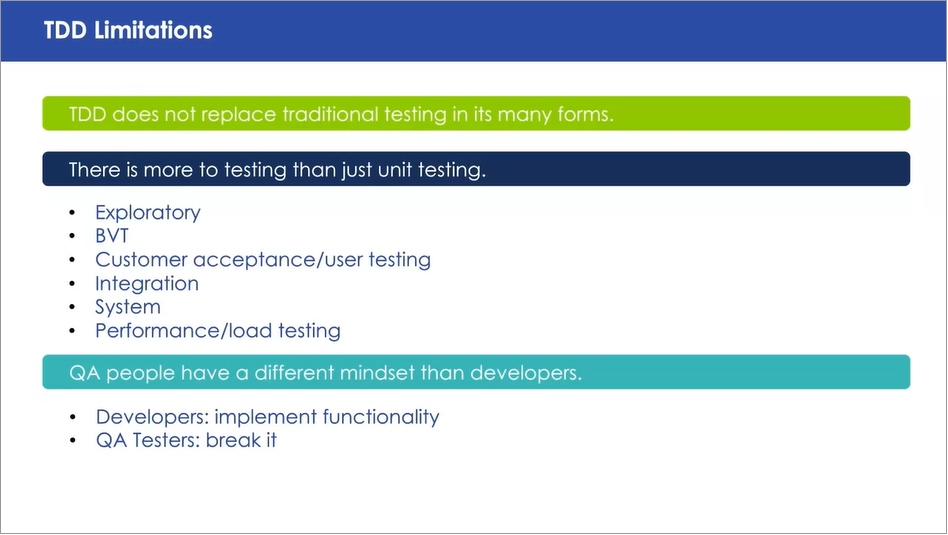 TDD Limitations
TDD does not replace traditional testing in its many forms.
There is more to testing than just unit testing.
• Exploratory
• BVT
• Customer acceptance/user testing
• Integration
• System
• Performance/load testing
QA people have a different mindset than developers.
• Developers: implement functionality
• QA Testers: break it